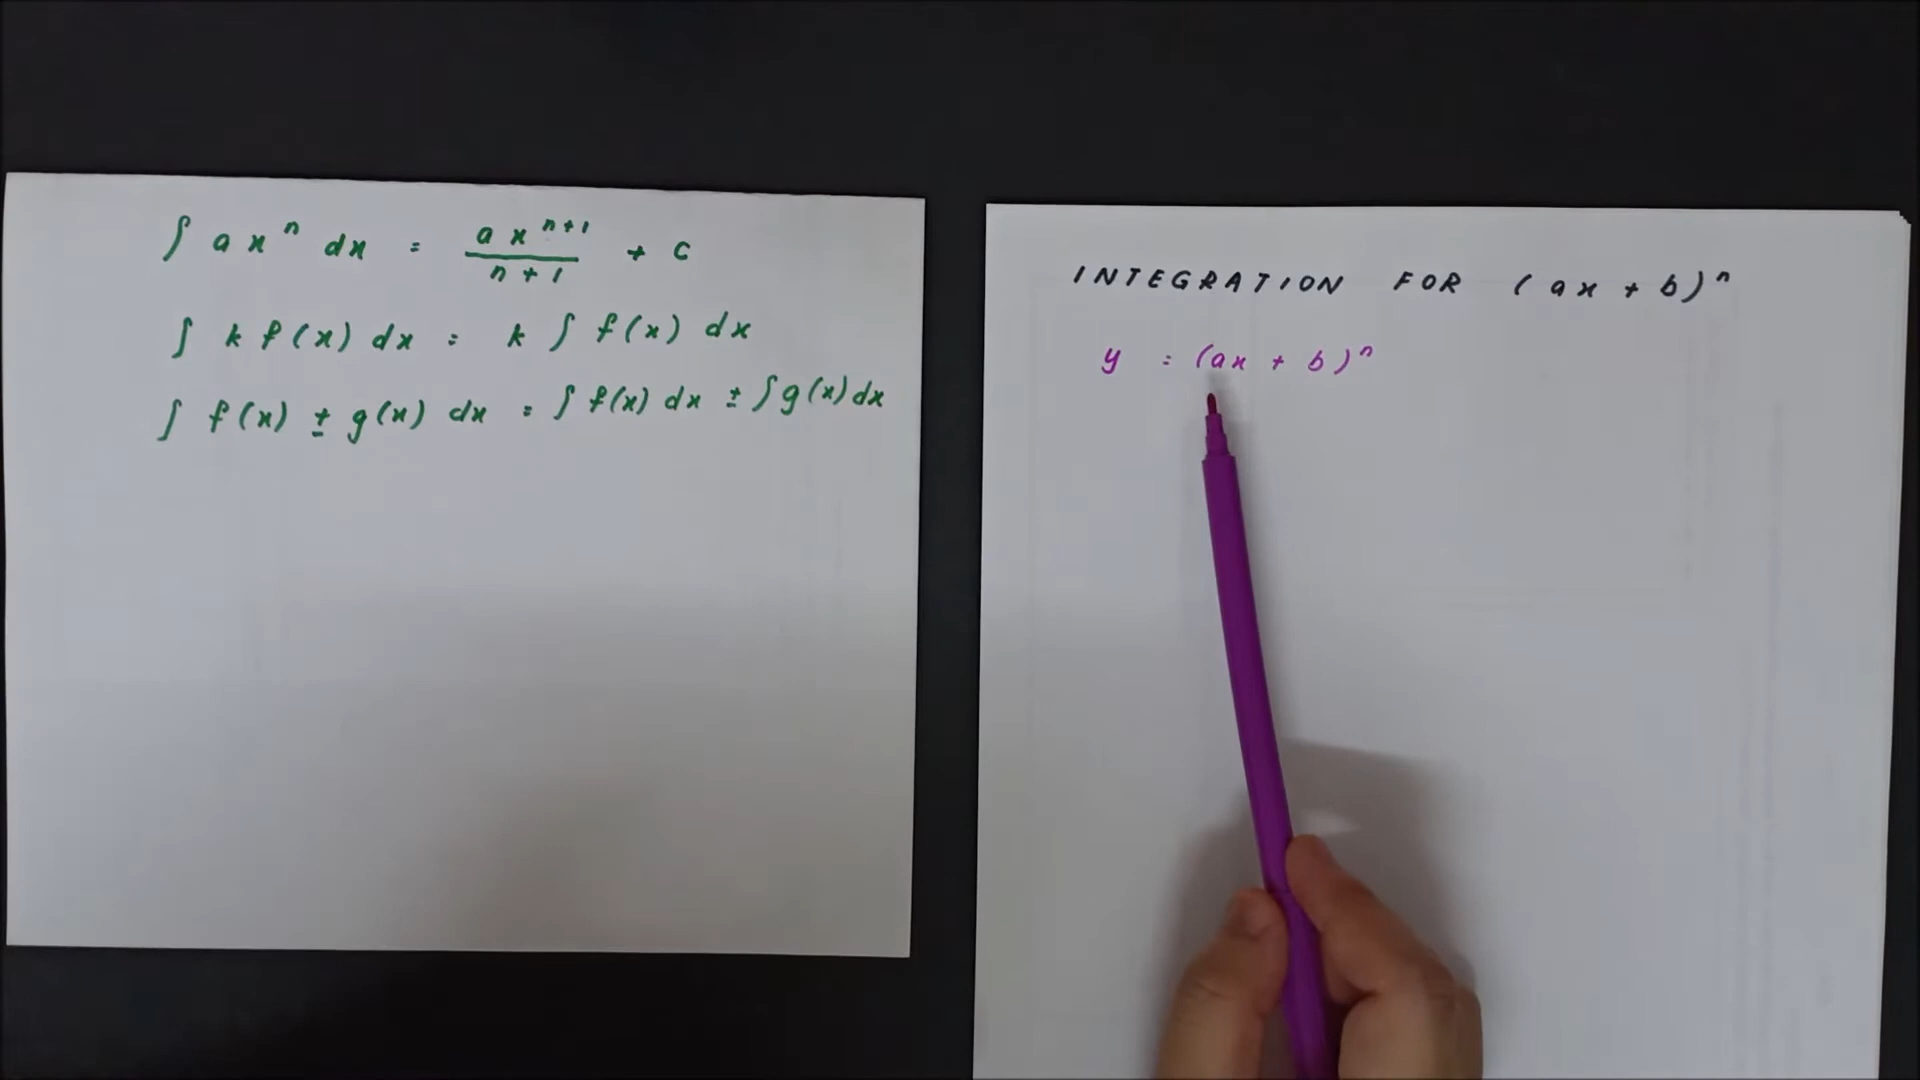 ∫ a x^n dx = a x^(n+1) / (n+1) + c
∫ k f(x) dx = k ∫ f(x) dx
∫ f(x) ± g(x) dx = ∫ f(x) dx ± ∫ g(x) dx
INTEGRATION FOR (ax + b)^n
y = (ax + b)^n